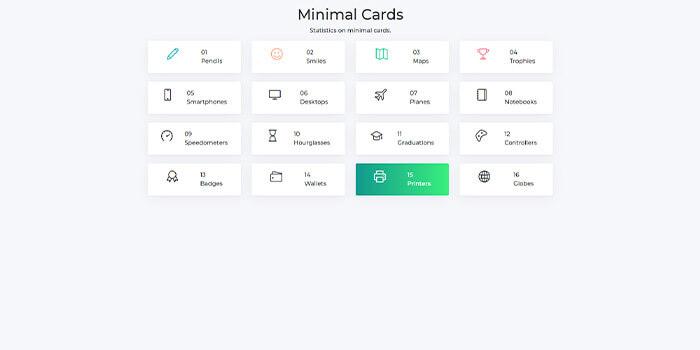 Minimal Cards
Statistics on minimal cards.
01
Pencils
02
Smiles
03
Maps
04
Trophies
05
Smartphones
06
Desktops
07
Planes
08
Notebooks
09
Speedometers
10
Hourglasses
11
Graduations
12
Controllers
13
Badges
14
Wallets
15
Printers
16
Globes